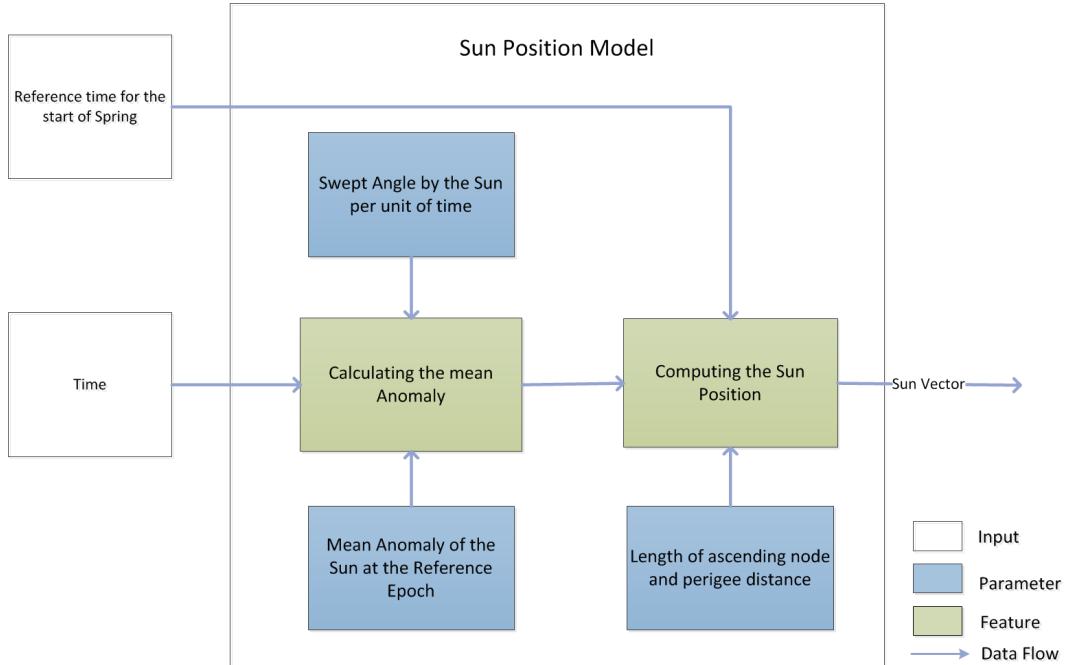 Sun Position Model
Reference time for the
start of Spring
Swept Angle by the Sun
per unit of time
Time
Calculating the mean
Anomaly
Computing the Sun
Position
Sun Vector
Mean Anomaly of the
Sun at the Reference
Epoch
Length of ascending node
and perigee distance
Input
Parameter
Feature
Data Flow